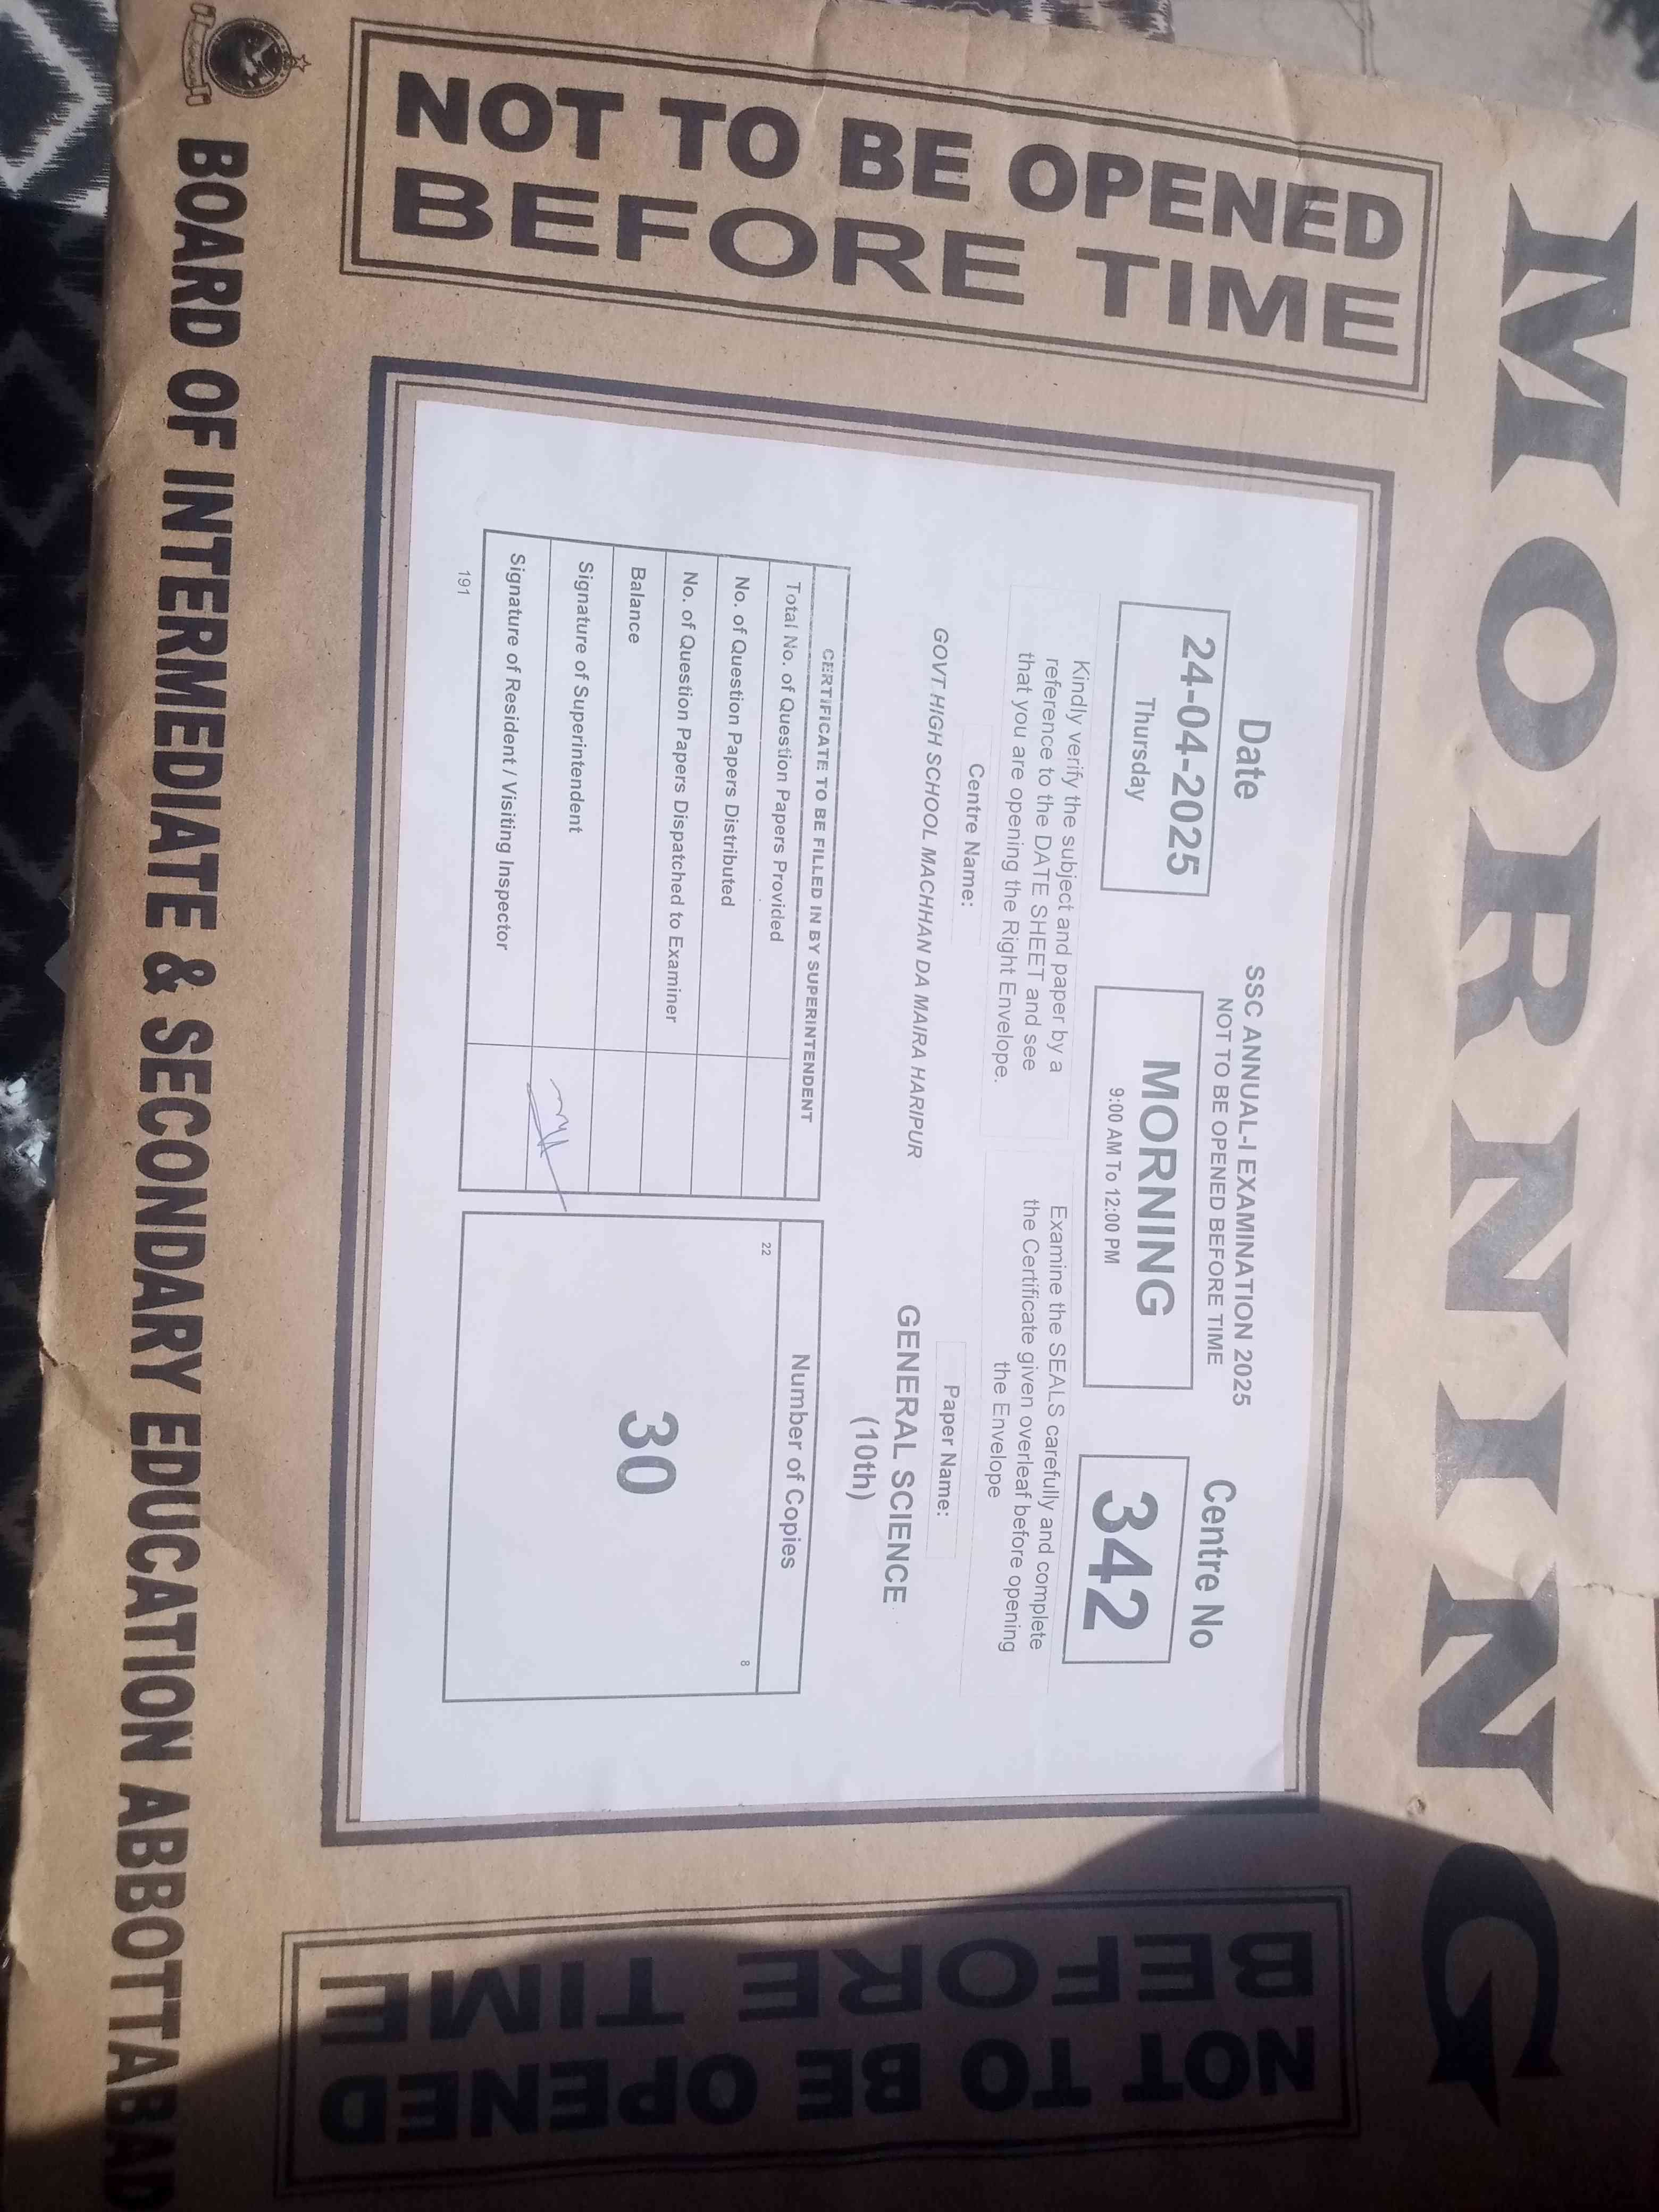 MORNING
NOT TO BE OPENED
BEFORE TIME
Date
24-04-2025
Thursday
SSC ANNUAL-I EXAMINATION 2025
NOT TO BE OPENED BEFORE TIME
MORNING
9:00 AM To 12:00 PM
Centre No
342
Kindly verify the subject and paper by a
reference to the DATE SHEET and see
that you are opening the Right Envelope.
Examine the SEALS carefully and complete
the Certificate given overleaf before opening
the Envelope
Centre Name:
GOVT HIGH SCHOOL MACHHAN DA MAIRA HARIPUR
Paper Name:
GENERAL SCIENCE
(10th)
CERTIFICATE TO BE FILLED IN BY SUPERINTENDENT
Total No. of Question Papers Provided
No. of Question Papers Distributed
No. of Question Papers Dispatched to Examiner
Balance
Signature of Superintendent
Signature of Resident / Visiting Inspector
191
Number of Copies
22
8
30
NOT TO BE OPENED
BEFORE TIME
BOARD OF INTERMEDIATE & SECONDARY EDUCATION ABBOTTABAD